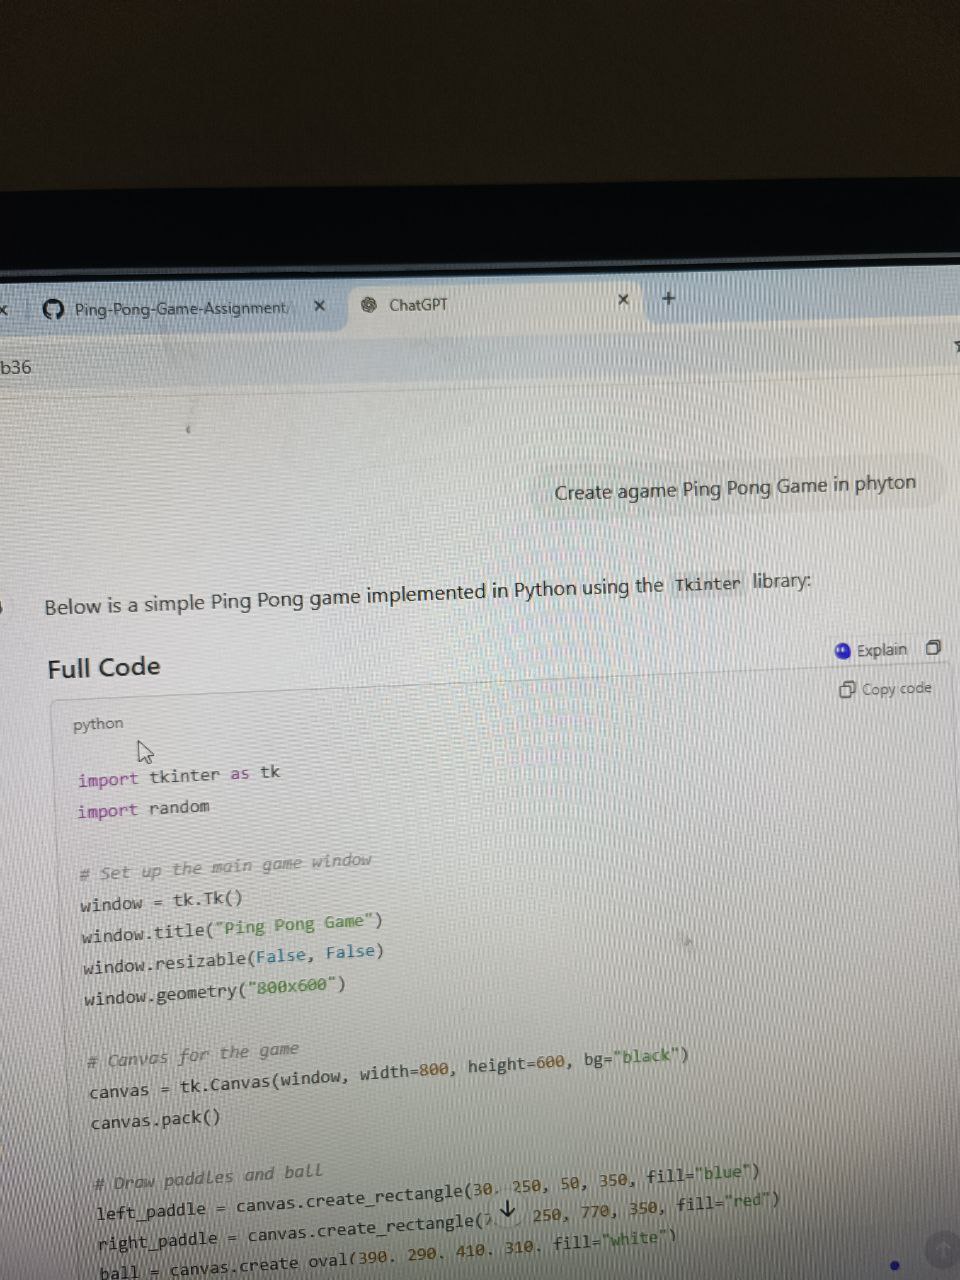 Ping-Pong-Game-Assignment
ChatGPT
b36
Create agame Ping Pong Game in phyton
Below is a simple Ping Pong game implemented in Python using the Tkinter library:
Full Code
Explain
python
Copy code
import tkinter as tk
import random
# Set up the main game window
window = tk.Tk()
window.title("Ping Pong Game")
window.resizable(False, False)
window.geometry("800x600")
# Canvas for the game
canvas = tk.Canvas(window, width=800, height=600, bg="black")
canvas.pack()
# Draw paddles and ball
left_paddle = canvas.create_rectangle(30, 250, 50, 350, fill="blue")
right_paddle = canvas.create_rectangle( 250, 770, 350, fill="red")
ball = canvas.create_oval(390, 290, 410, 310, fill="white")